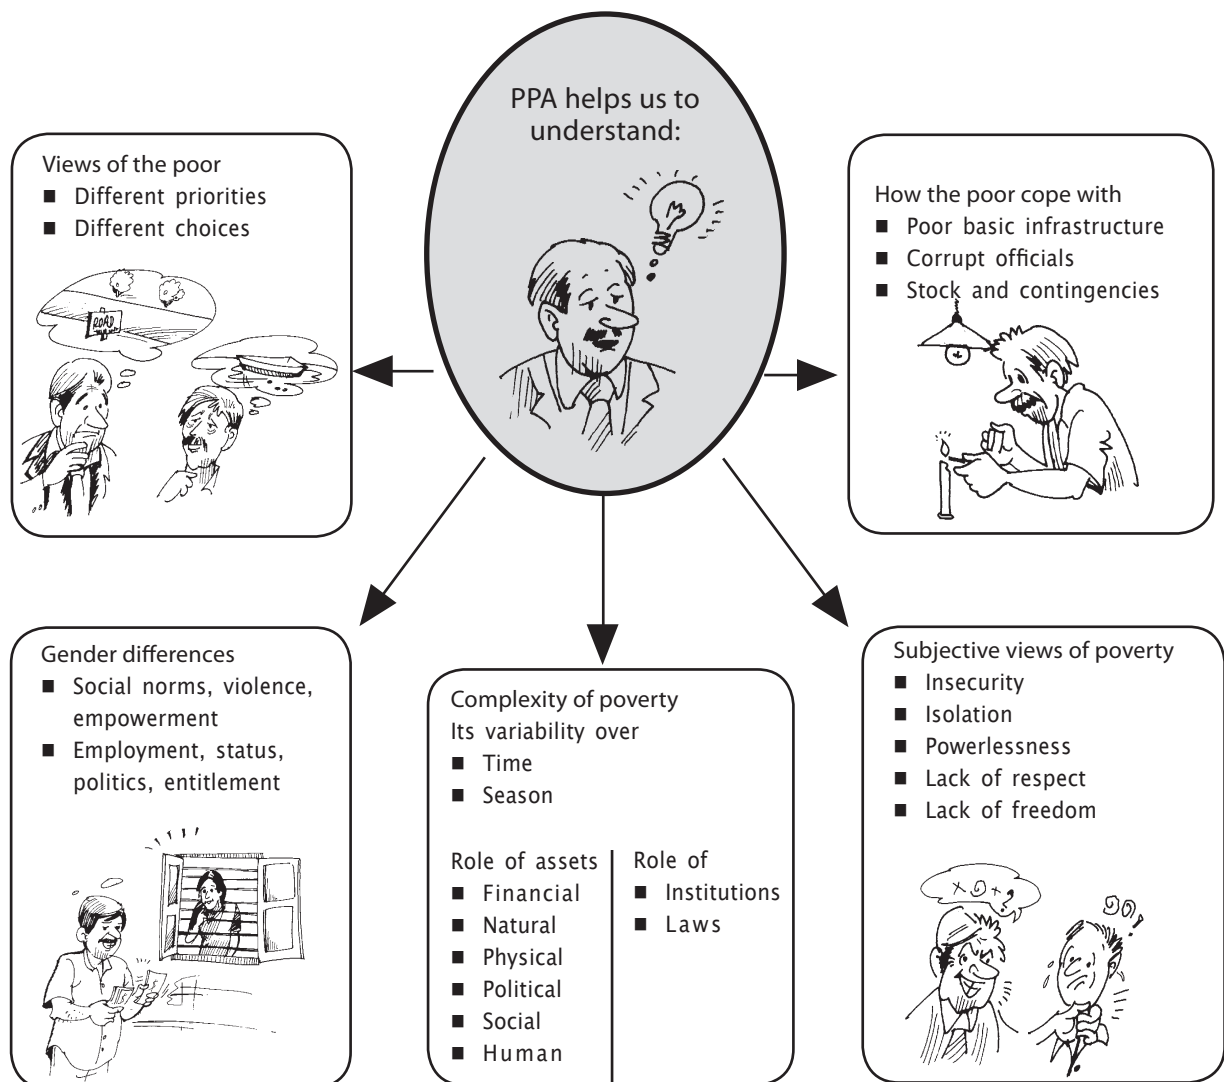 PPA helps us to
understand:
Views of the poor
■ Different priorities
■ Different choices
ROAD
How the poor cope with
■ Poor basic infrastructure
■ Corrupt officials
■ Stock and contingencies
Gender differences
■ Social norms, violence,
empowerment
■ Employment, status,
politics, entitlement
Complexity of poverty
Its variability over
■ Time
■ Season
Role of assets
■ Financial
■ Natural
■ Physical
■ Political
■ Social
■ Human
Role of
■ Institutions
■ Laws
Subjective views of poverty
■ Insecurity
■ Isolation
■ Powerlessness
■ Lack of respect
■ Lack of freedom